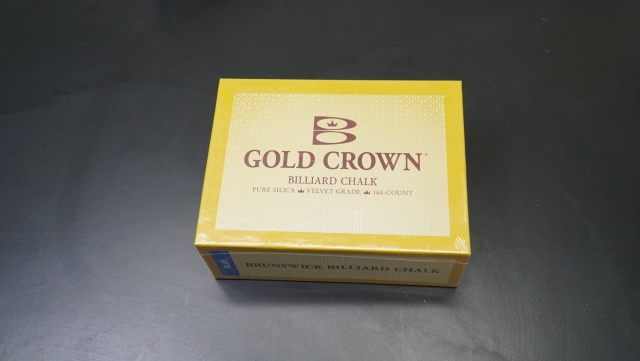 B
GOLD CROWN®
BILLIARD CHALK
PURE SILICA VELVET GRADE 144-COUNT
BRUNSWICK BILLIARD CHALK